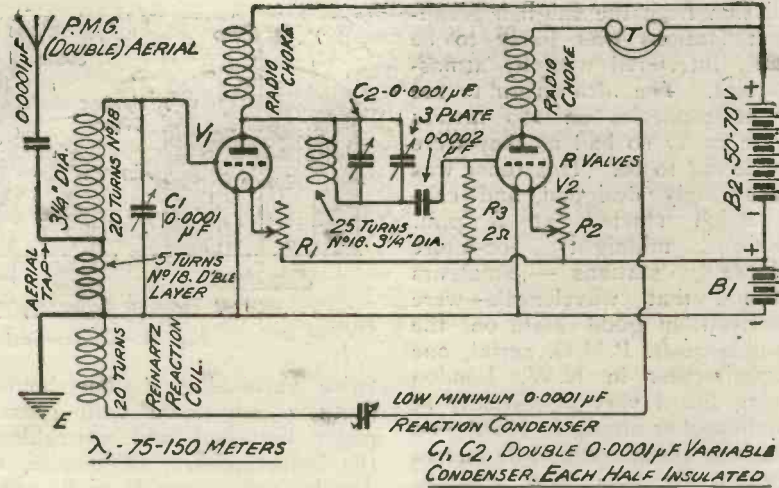 P.M.G.
(DOUBLE) AERIAL
0.0001µF
3¼" DIA.
20 TURNS Nº18
C1
0.0001
µF
V1
RADIO
CHOKE
C2-0.0001µF
3 PLATE
0.0002
µF
RADIO
CHOKE
T
R VALVES
V2
R1
R3
2Ω
R2
+
B2-50-70 V
-
+
B1
-
25 TURNS
Nº18. 3¼" DIA.
AERIAL
TAP
5 TURNS
Nº18. D'BLE
LAYER
20 TURNS
REINARTZ
REACTION
COIL.
E
LOW MINIMUM 0.0001µF
REACTION CONDENSER
λ,-75-150 METERS
C1, C2, DOUBLE 0.0001µF VARIABLE
CONDENSER. EACH HALF INSULATED